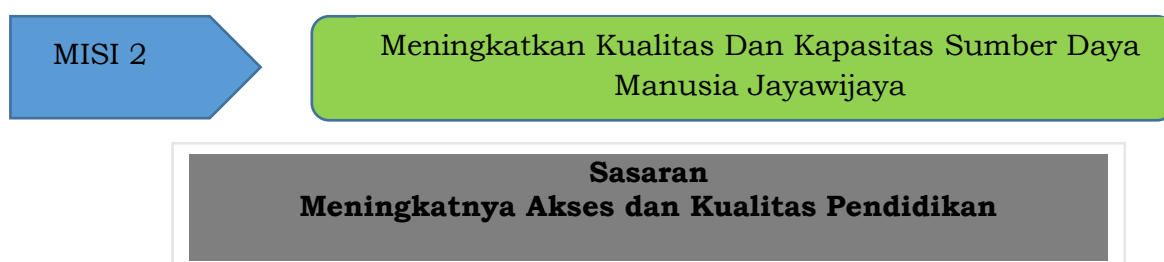 MISI 2
Meningkatkan Kualitas Dan Kapasitas Sumber Daya
Manusia Jayawijaya
Sasaran
Meningkatnya Akses dan Kualitas Pendidikan